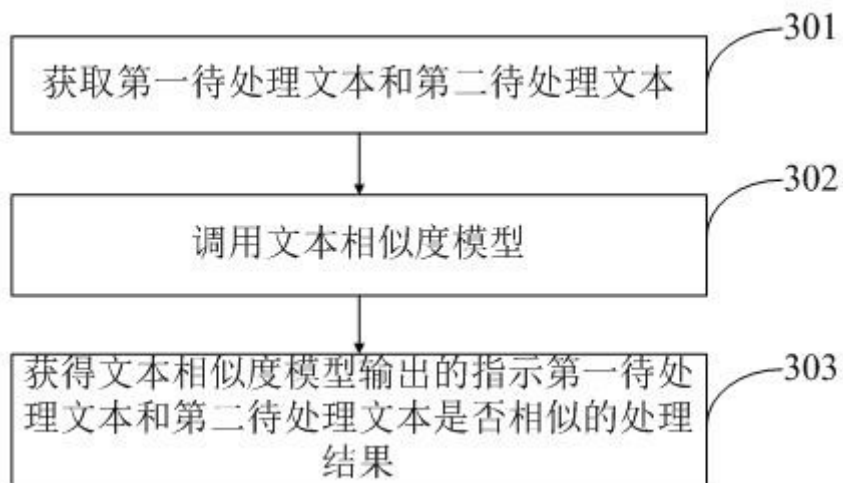 301
获取第一待处理文本和第二待处理文本
302
调用文本相似度模型
303
获得文本相似度模型输出的指示第一待处
理文本和第二待处理文本是否相似的处理
结果